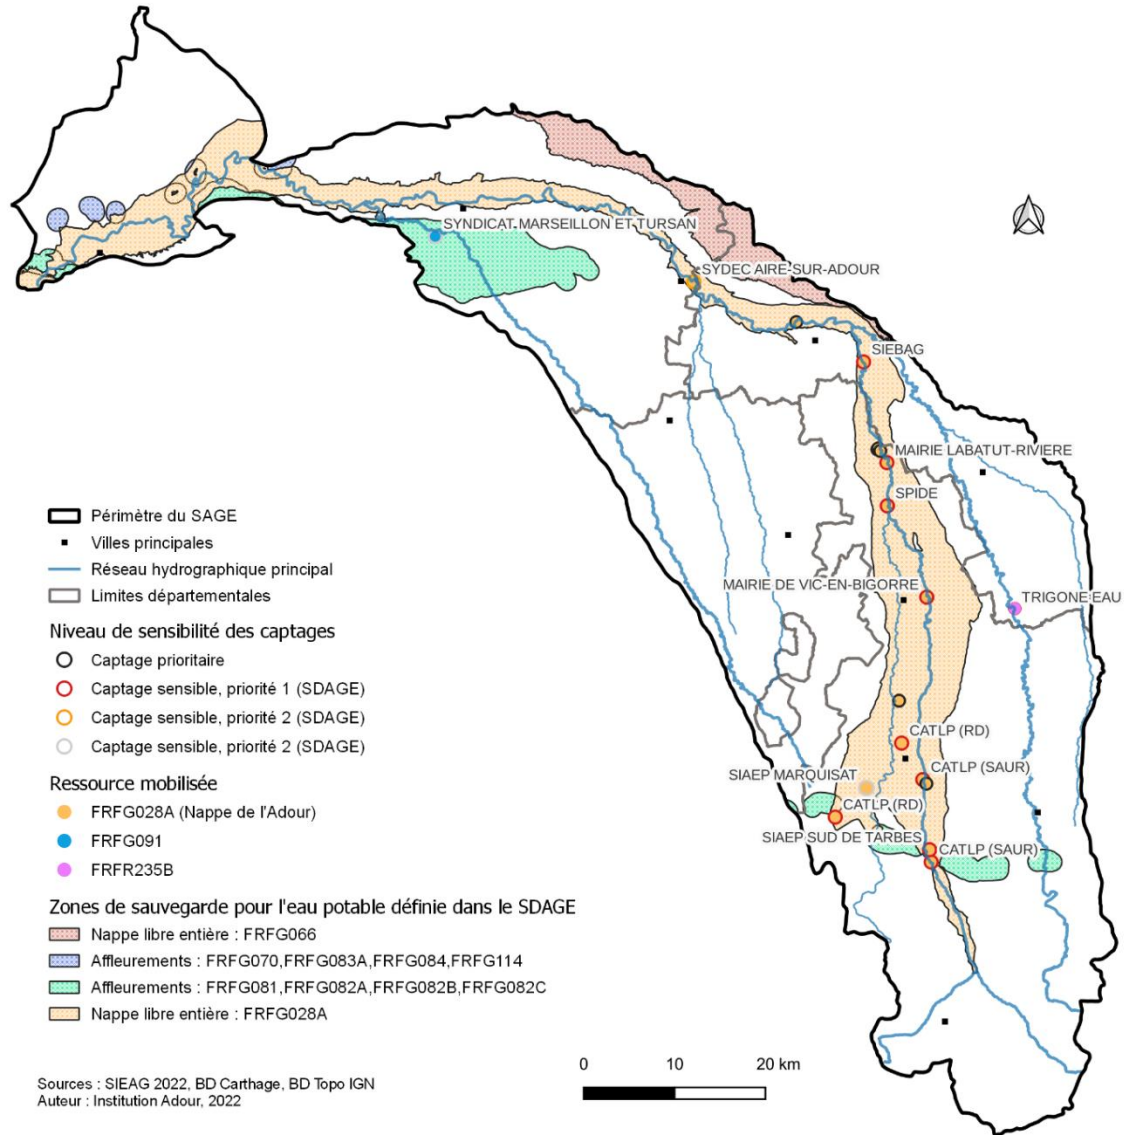 SYNDICAT MARSEILLON ET TURSAN
SYDEC AIRE-SUR-ADOUR
SIEBAG
MAIRIE LABATUT-RIVIERE
SPIDE
MAIRIE DE VIC-EN-BIGORRE
TRIGONE EAU
CATLP (RD)
SIAEP MARQUISAT
CATLP (SAUR)
CATLP (RD)
SIAEP SUD DE TARBES
CATLP (SAUR)
Périmètre du SAGE
Villes principales
Réseau hydrographique principal
Limites départementales
Niveau de sensibilité des captages
Captage prioritaire
Captage sensible, priorité 1 (SDAGE)
Captage sensible, priorité 2 (SDAGE)
Captage sensible, priorité 2 (SDAGE)
Ressource mobilisée
FRFG028A (Nappe de l'Adour)
FRFG091
FRFR235B
Zones de sauvegarde pour l'eau potable définie dans le SDAGE
Nappe libre entière : FRFG066
Affleurements : FRFG070,FRFG083A,FRFG084,FRFG114
Affleurements : FRFG081,FRFG082A,FRFG082B,FRFG082C
Nappe libre entière : FRFG028A
0 10 20 km
Sources : SIEAG 2022, BD Carthage, BD Topo IGN
Auteur : Institution Adour, 2022